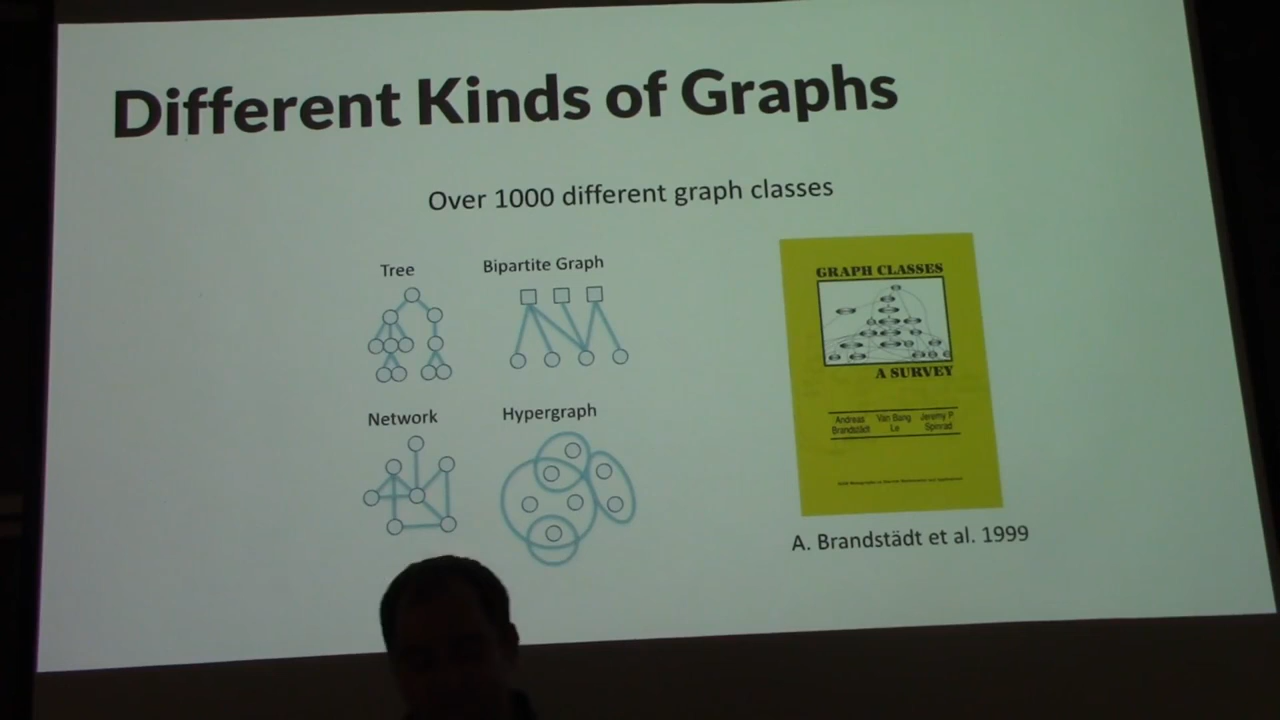 Different Kinds of Graphs
Over 1000 different graph classes
Tree
Bipartite Graph
Network
Hypergraph
GRAPH CLASSES
A SURVEY
Andreas Brandstädt
Van Bang Le
Jeremy P Spinrad
A. Brandstädt et al. 1999